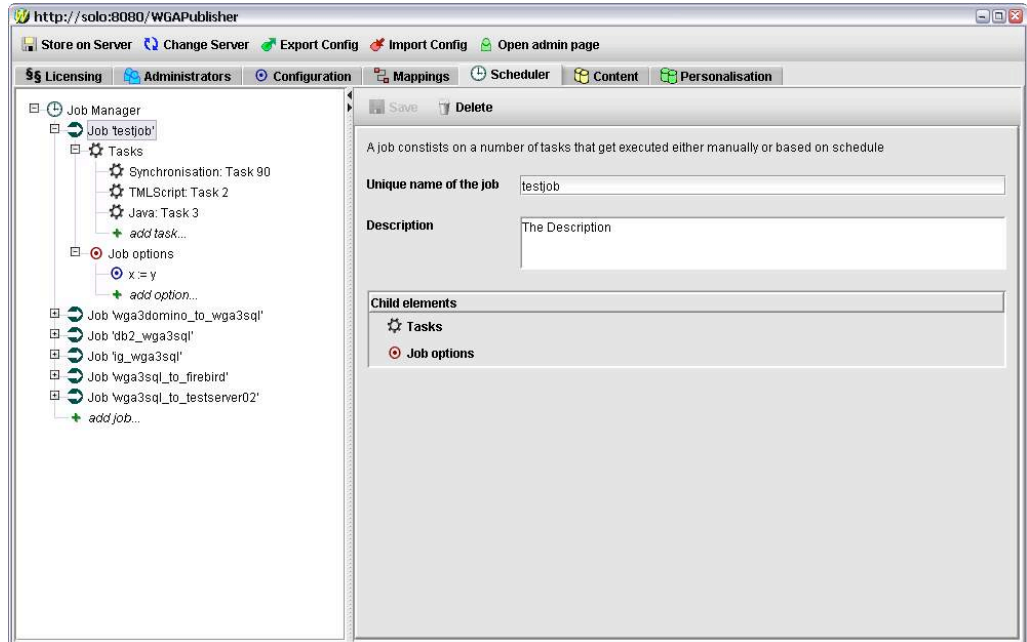 http://solo:8080/WGAPublisher
Store on Server Change Server Export Config Import Config Open admin page
§§ Licensing Administrators Configuration Mappings Scheduler Content Personalisation
Job Manager
Job 'testjob'
Tasks
Synchronisation: Task 90
TMLScript: Task 2
Java: Task 3
add task...
Job options
x := y
add option...
Job 'wga3domino_to_wga3sql'
Job 'db2_wga3sql'
Job 'ig_wga3sql'
Job 'wga3sql_to_firebird'
Job 'wga3sql_to_testserver02'
add job...
Save Delete
A job constists on a number of tasks that get executed either manually or based on schedule
Unique name of the job testjob
Description The Description
Child elements
Tasks
Job options